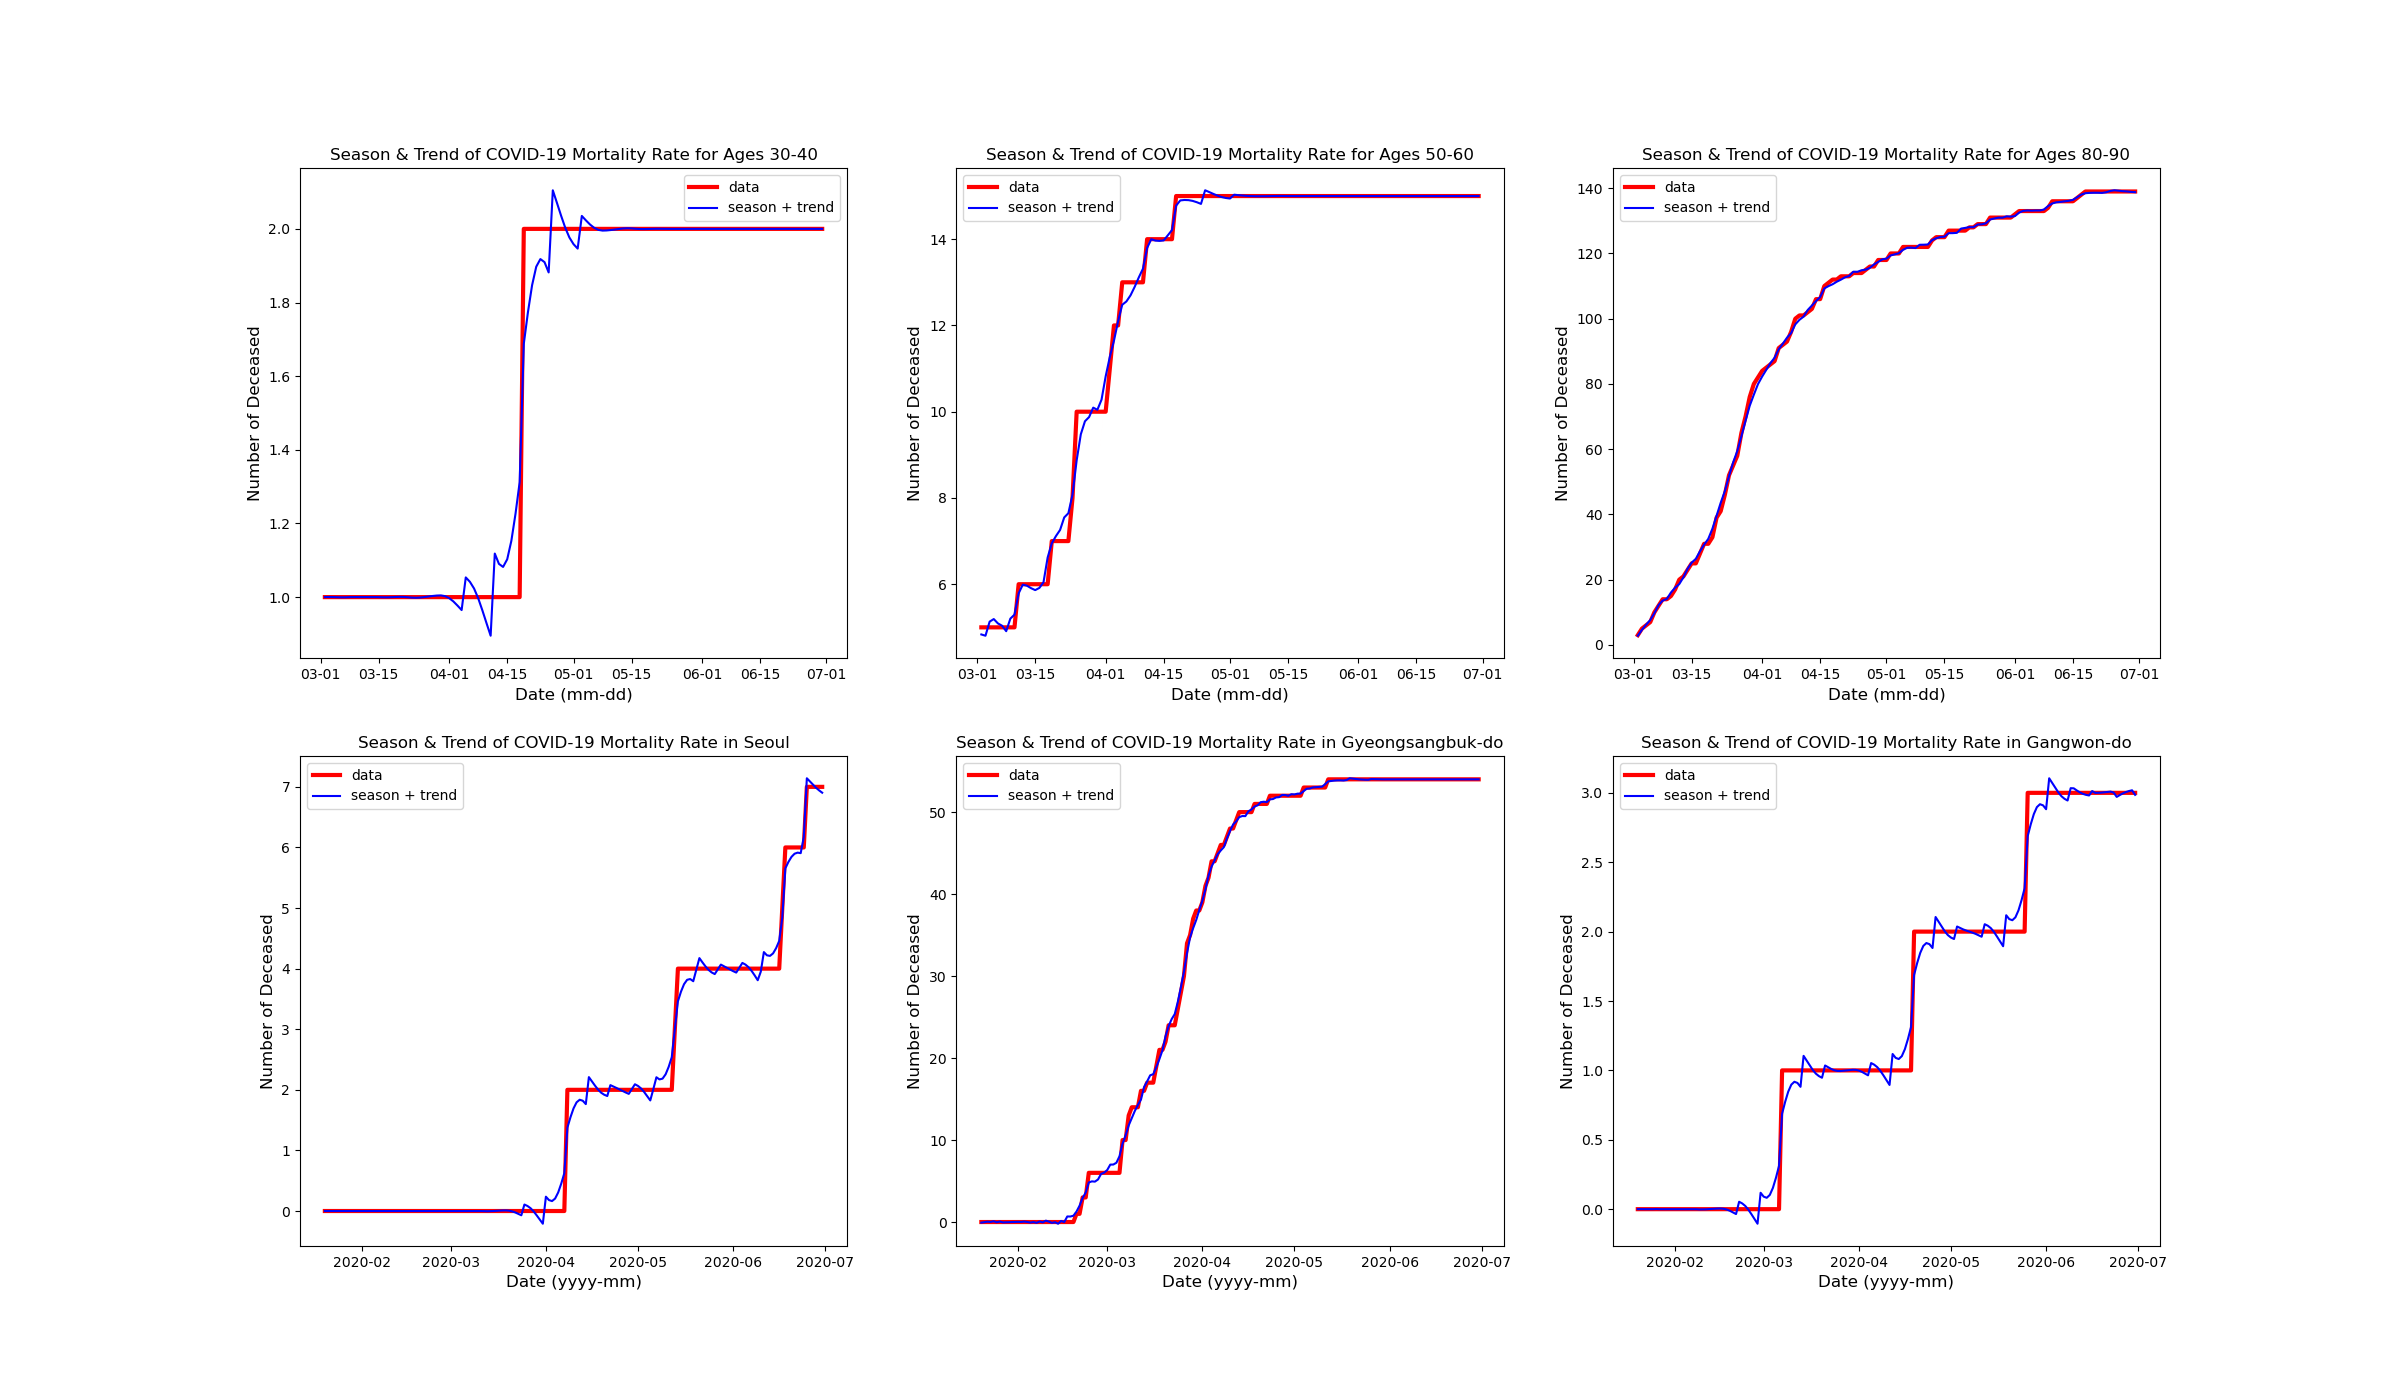 Season & Trend of COVID-19 Mortality Rate for Ages 30-40
data
season + trend
2.0
1.8
1.6
1.4
1.2
1.0
Number of Deceased
03-01 03-15 04-01 04-15 05-01 05-15 06-01 06-15 07-01
Date (mm-dd)
Season & Trend of COVID-19 Mortality Rate for Ages 50-60
data
season + trend
14
12
10
8
6
Number of Deceased
03-01 03-15 04-01 04-15 05-01 05-15 06-01 06-15 07-01
Date (mm-dd)
Season & Trend of COVID-19 Mortality Rate for Ages 80-90
data
season + trend
140
120
100
80
60
40
20
0
Number of Deceased
03-01 03-15 04-01 04-15 05-01 05-15 06-01 06-15 07-01
Date (mm-dd)
Season & Trend of COVID-19 Mortality Rate in Seoul
data
season + trend
7
6
5
4
3
2
1
0
Number of Deceased
2020-02 2020-03 2020-04 2020-05 2020-06 2020-07
Date (yyyy-mm)
Season & Trend of COVID-19 Mortality Rate in Gyeongsangbuk-do
data
season + trend
50
40
30
20
10
0
Number of Deceased
2020-02 2020-03 2020-04 2020-05 2020-06 2020-07
Date (yyyy-mm)
Season & Trend of COVID-19 Mortality Rate in Gangwon-do
data
season + trend
3.0
2.5
2.0
1.5
1.0
0.5
0.0
Number of Deceased
2020-02 2020-03 2020-04 2020-05 2020-06 2020-07
Date (yyyy-mm)